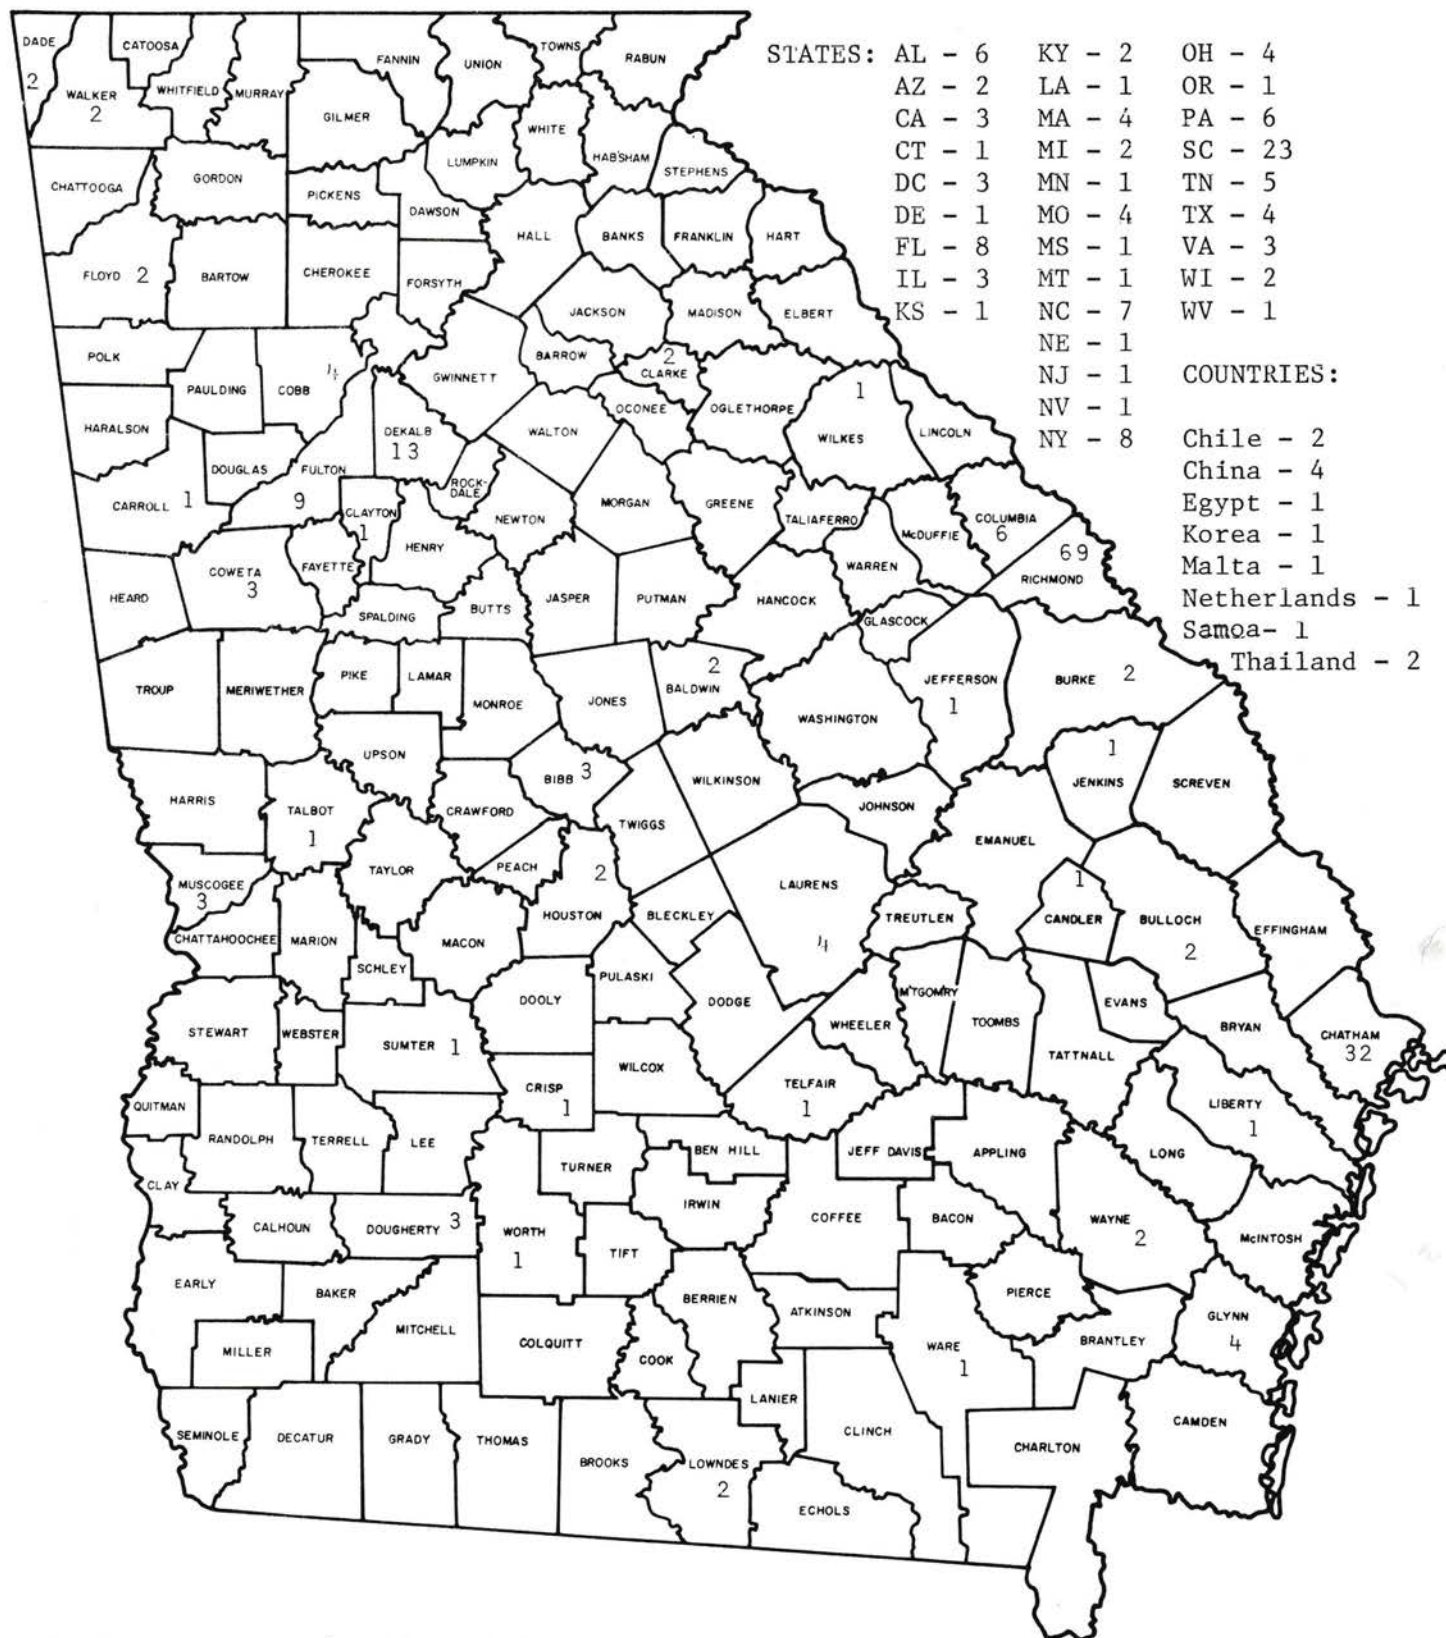 STATES: AL - 6 KY - 2 OH - 4
AZ - 2 LA - 1 OR - 1
CA - 3 MA - 4 PA - 6
CT - 1 MI - 2 SC - 23
DC - 3 MN - 1 TN - 5
DE - 1 MO - 4 TX - 4
FL - 8 MS - 1 VA - 3
IL - 3 MT - 1 WI - 2
KS - 1 NC - 7 WV - 1
NE - 1
NJ - 1 COUNTRIES:
NV - 1
NY - 8 Chile - 2
China - 4
Egypt - 1
Korea - 1
Malta - 1
Netherlands - 1
Samoa- 1
Thailand - 2
DADE
2
WALKER
2
CATOOSA
WHITFIELD
MURRAY
FANNIN
GILMER
UNION
TOWNS
RABUN
WHITE
LUMPKIN
HAB'SHAM
STEPHENS
CHATTOOGA
GORDON
PICKENS
DAWSON
HALL
BANKS
FRANKLIN
HART
FLOYD 2
BARTOW
CHEROKEE
FORSYTH
JACKSON
MADISON
ELBERT
POLK
PAULDING
COBB
4
GWINNETT
BARROW
2
CLARKE
OCONEE
OGLETHORPE
1
WILKES
LINCOLN
HARALSON
DOUGLAS
FULTON
9
DEKALB
13
ROCK-
DALE
WALTON
MORGAN
GREENE
TALIAFERRO
McDUFFIE
COLUMBIA
6
69
RICHMOND
CARROLL 1
CLAYTON
1
HENRY
NEWTON
WARREN
HEARD
COWETA
3
FAYETTE
SPALDING
BUTTS
JASPER
PUTMAN
HANCOCK
GLASCOCK
TROUP
MERIWETHER
PIKE
LAMAR
MONROE
JONES
2
BALDWIN
WASHINGTON
JEFFERSON
1
BURKE 2
UPSON
BIBB 3
WILKINSON
1
JENKINS
SCREVEN
HARRIS
TALBOT
1
CRAWFORD
TWIGGS
JOHNSON
EMANUEL
MUSCOGEE
3
TAYLOR
PEACH
2
HOUSTON
BLECKLEY
LAURENS
4
TREUTLEN
1
CANDLER
BULLOCH
2
EFFINGHAM
CHATTAHOOCHEE
MARION
SCHLEY
MACON
PULASKI
DODGE
M'TGOMRY
WHEELER
TOOMBS
EVANS
TATTNALL
BRYAN
CHATHAM
32
STEWART
WEBSTER
SUMTER 1
DOOLY
WILCOX
CRISP
1
TELFAIR
1
LIBERTY
1
QUITMAN
RANDOLPH
TERRELL
LEE
TURNER
BEN HILL
JEFF DAVIS
APPLING
LONG
CLAY
CALHOUN
DOUGHERTY 3
WORTH
1
IRWIN
TIFT
COFFEE
BACON
WAYNE
2
McINTOSH
EARLY
BAKER
MITCHELL
BERRIEN
ATKINSON
PIERCE
MILLER
COLQUITT
COOK
WARE
1
BRANTLEY
GLYNN
4
LANIER
SEMINOLE
DECATUR
GRADY
THOMAS
BROOKS
LOWNDES
2
CLINCH
ECHOLS
CHARLTON
CAMDEN